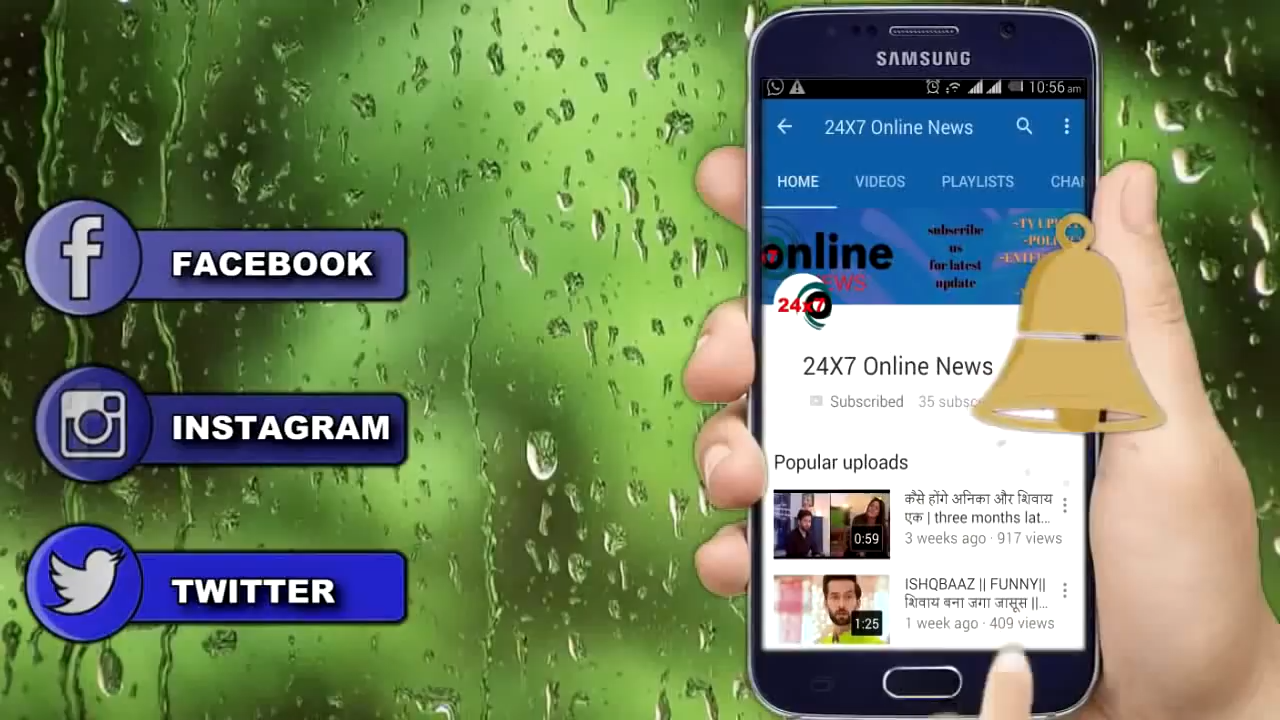 FACEBOOK
INSTAGRAM
TWITTER
SAMSUNG
10:56 am
24X7 Online News
HOME VIDEOS PLAYLISTS
online
NEWS
subscribe
us
for latest
update
24x7
24X7 Online News
Subscribed 35
Popular uploads
0:59
कैसे होंगे अनिका और शिवाय
एक | three months lat...
3 weeks ago · 917 views
1:25
ISHQBAAZ || FUNNY||
शिवाय बना जगा जासूस ||...
1 week ago · 409 views